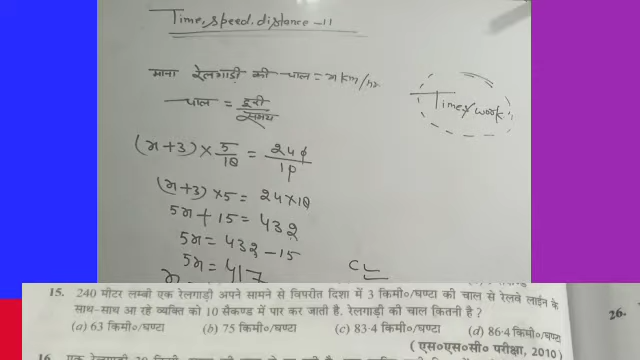 Time, speed, distance - 11
माना रेलगाड़ी की चाल = x km/hr
चाल = दूरी / समय
Time & work
(x+3) × 5/18 = 240/10
(x+3) × 5 = 24×18
5x + 15 = 432
5x = 432 - 15
5x = 417
15. 240 मीटर लम्बी एक रेलगाड़ी अपने सामने से विपरीत दिशा में 3 किमी०/घण्टा की चाल से रेलवे लाईन के
साथ-साथ आ रहे व्यक्ति को 10 सैकण्ड में पार कर जाती है। रेलगाड़ी की चाल कितनी है ?
(a) 63 किमी०/घण्टा (b) 75 किमी०/घण्टा (c) 83·4 किमी०/घण्टा (d) 86·4 किमी०/घण्टा
( एस०एस०सी० परीक्षा, 2010 )
26.